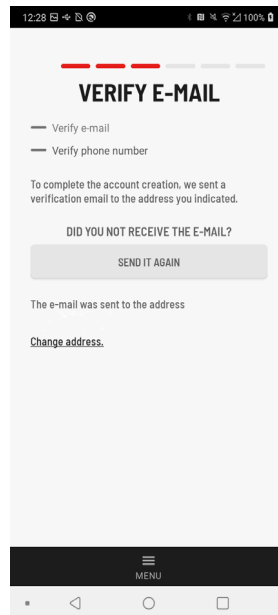 12:28
100%
VERIFY E-MAIL
Verify e-mail
Verify phone number
To complete the account creation, we sent a
verification email to the address you indicated.
DID YOU NOT RECEIVE THE E-MAIL?
SEND IT AGAIN
The e-mail was sent to the address
Change address.
MENU